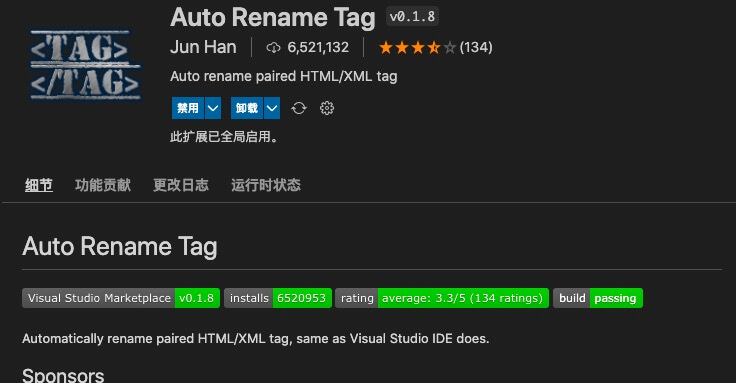 <TAG>
</TAG>
Auto Rename Tag v0.1.8
Jun Han 6,521,132 (134)
Auto rename paired HTML/XML tag
禁用 卸载
此扩展已全局启用。
细节 功能贡献 更改日志 运行时状态
Auto Rename Tag
Visual Studio Marketplace v0.1.8 installs 6520953 rating average: 3.3/5 (134 ratings) build passing
Automatically rename paired HTML/XML tag, same as Visual Studio IDE does.
Sponsors